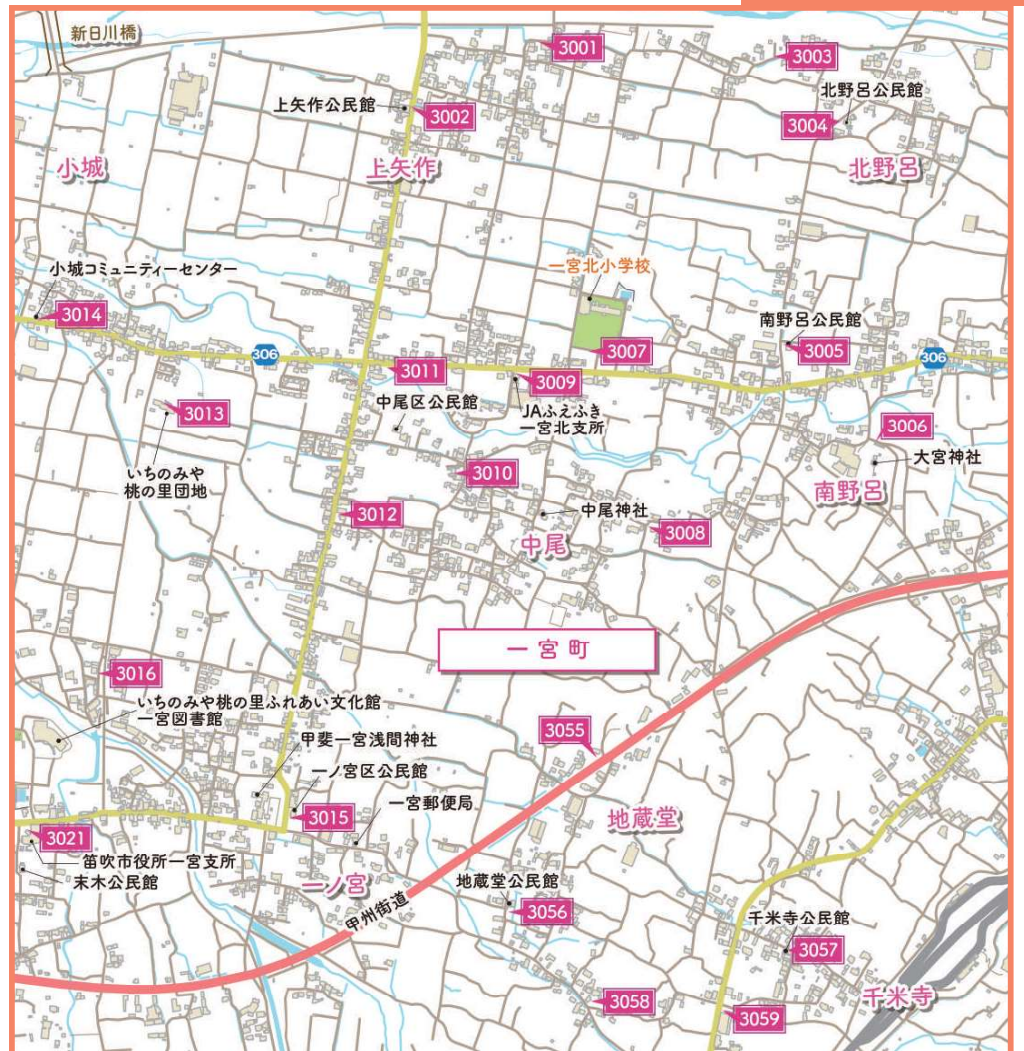 新日川橋
3001
3003
上矢作公民館
3002
北野呂公民館
3004
小城
上矢作
北野呂
一宮北小学校
小城コミュニティーセンター
3014
南野呂公民館
3005
3007
306
306
3011
3009
JAふえふき
一宮北支所
中尾区公民館
3013
いちのみや
桃の里団地
3006
大宮神社
3010
南野呂
3012
中尾神社
3008
中尾
一宮町
3016
いちのみや桃の里ふれあい文化館
一宮図書館
3055
甲斐一宮浅間神社
一ノ宮区公民館
3015
一宮郵便局
地蔵堂
3021
笛吹市役所一宮支所
末木公民館
一ノ宮
甲州街道
地蔵堂公民館
3056
千米寺公民館
3057
千米寺
3058
3059